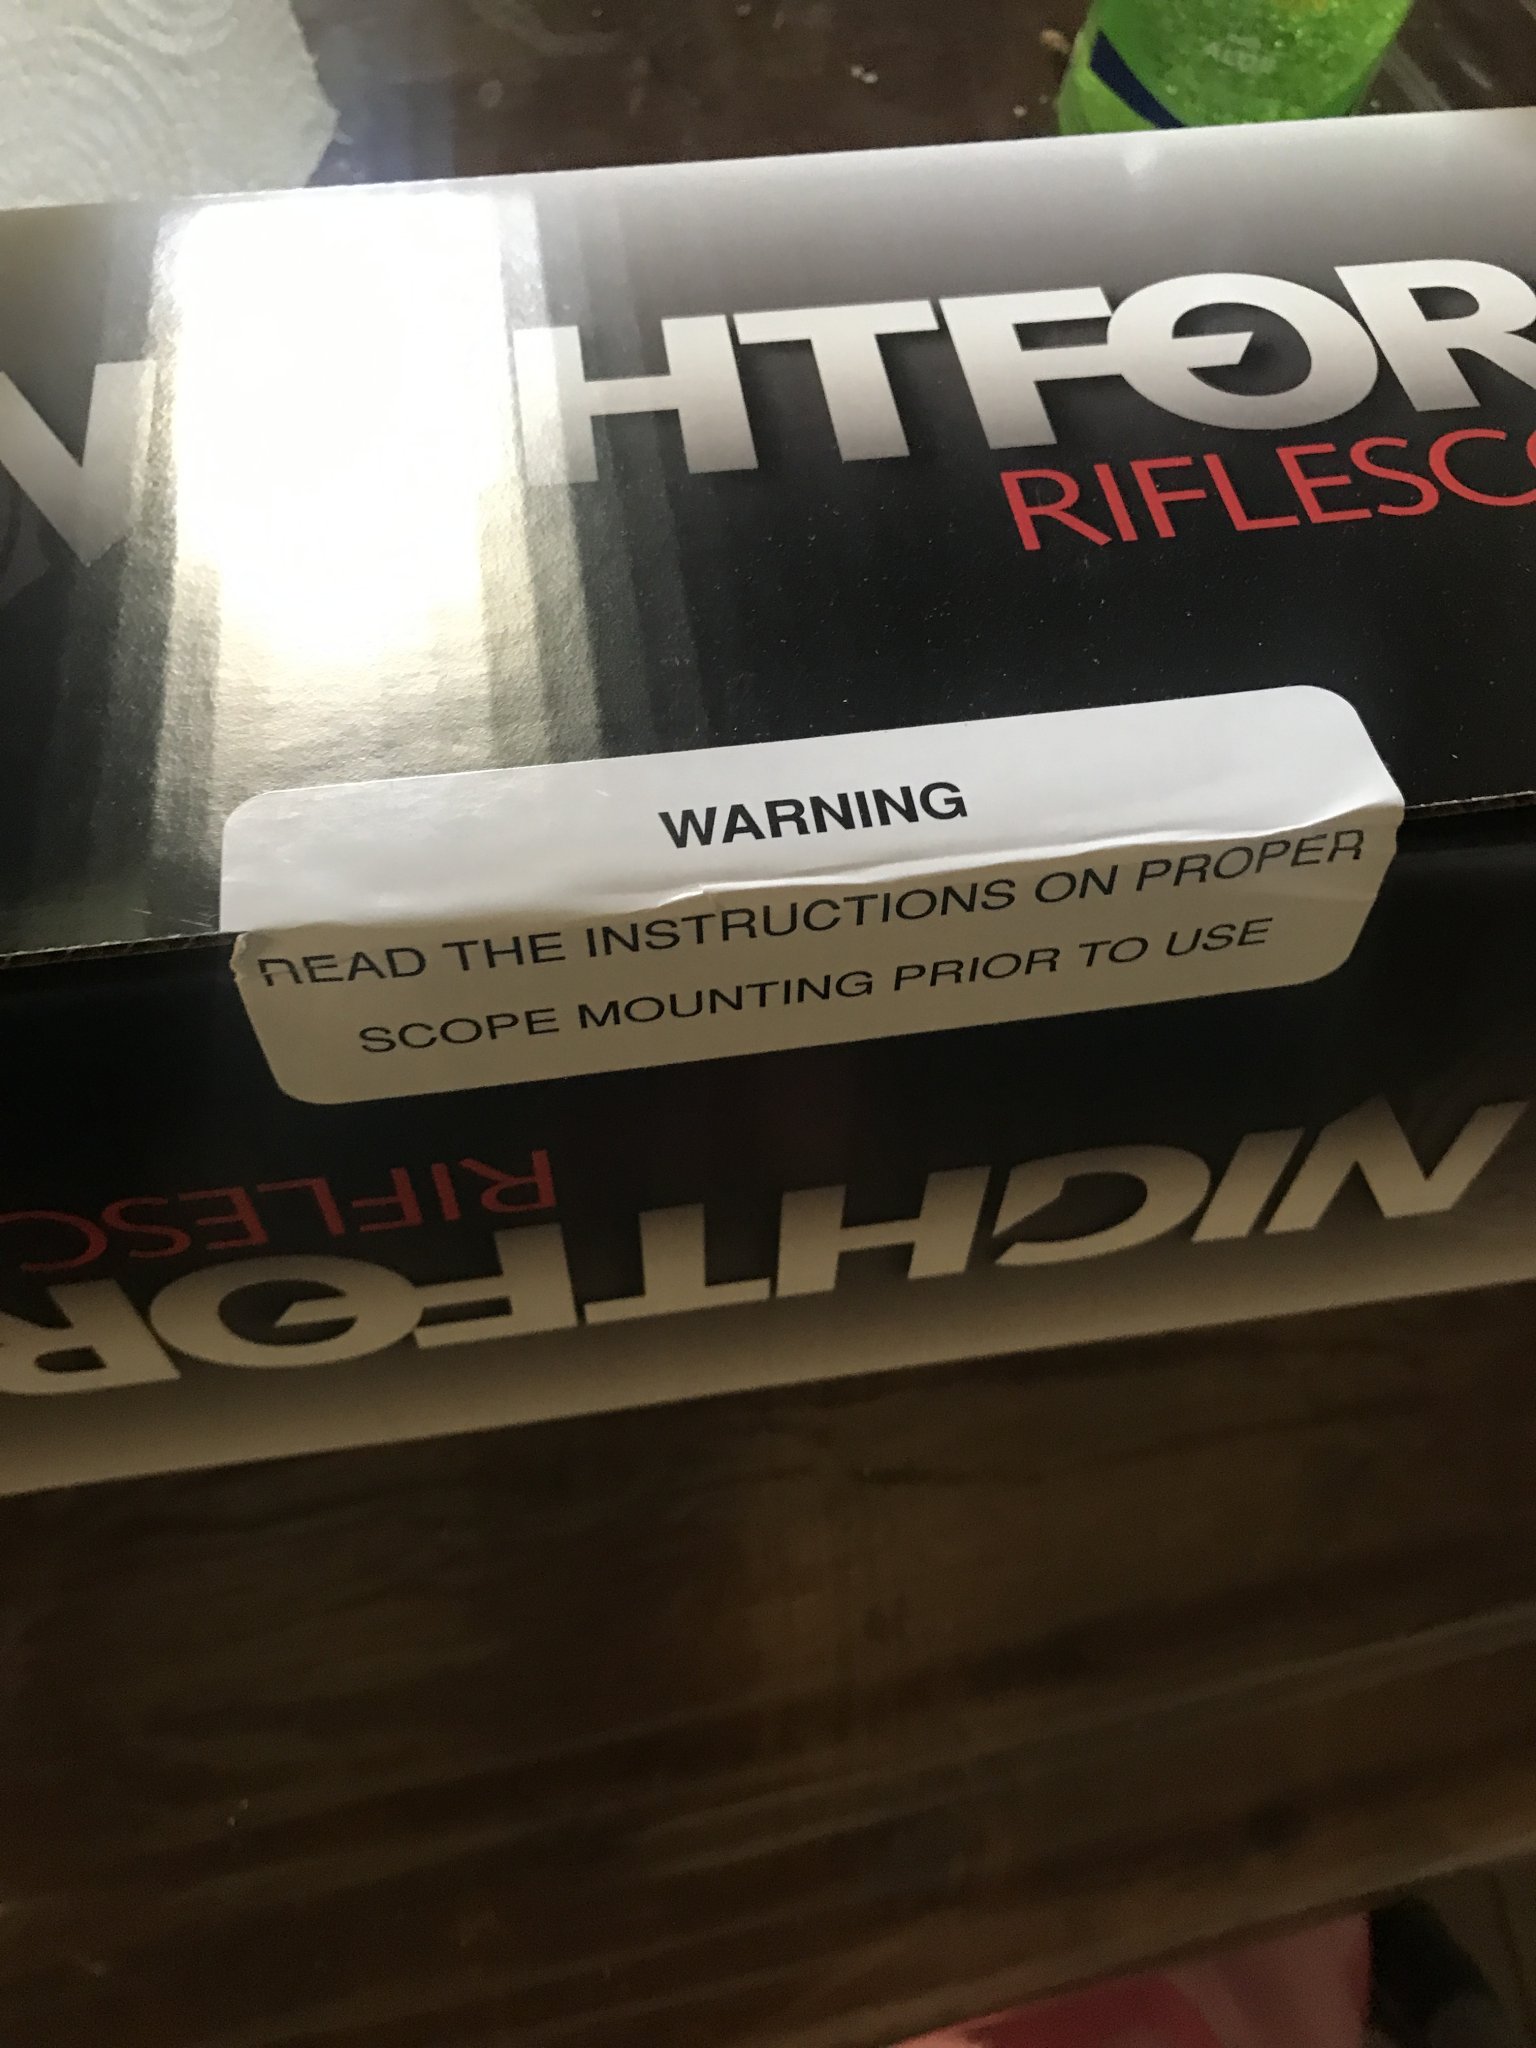 HTFOR
RIFLESC
WARNING
READ THE INSTRUCTIONS ON PROPER
SCOPE MOUNTING PRIOR TO USE
NIGHTFOR
RIFLESC